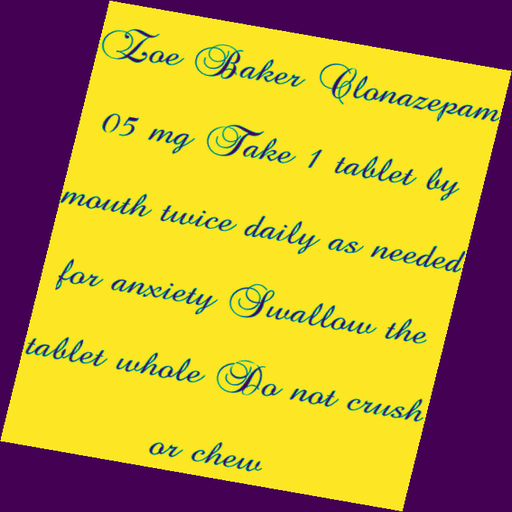 Zoe Baker Clonazepam
05 mg Take 1 tablet by
mouth twice daily as needed
for anxiety Swallow the
tablet whole Do not crush
or chew